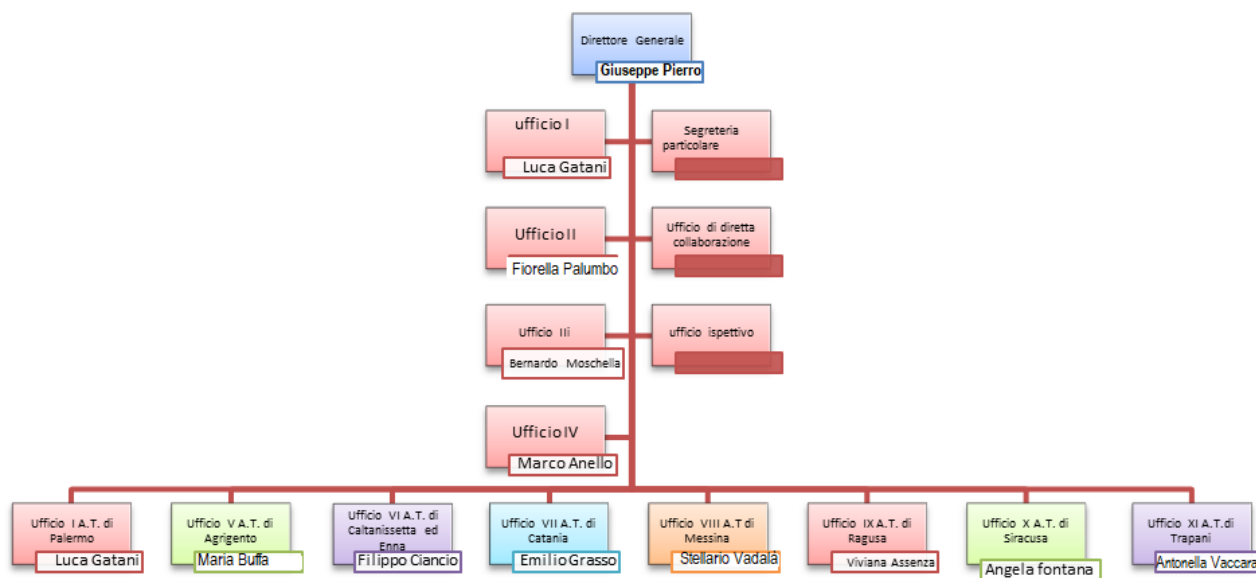 Direttore Generale
Giuseppe Pierro
ufficio I
Luca Gatani
Segreteria
particolare
Ufficio II
Fiorella Palumbo
Ufficio di diretta
collaborazione
Ufficio IIi
Bernardo Moschella
ufficio ispettivo
Ufficio IV
Marco Anello
Ufficio I A.T. di
Palermo
Luca Gatani
Ufficio V A.T. di
Agrigento
Maria Buffa
Ufficio VI A.T. di
Caltanissetta ed
Enna
Filippo Ciancio
Ufficio VII A.T. di
Catania
Emilio Grasso
Ufficio VIII A.T di
Messina
Stellario Vadalà
Ufficio IX A.T. di
Ragusa
Viviana Assenza
Ufficio X A.T. di
Siracusa
Angela fontana
Ufficio XI A.T.di
Trapani
Antonella Vaccara